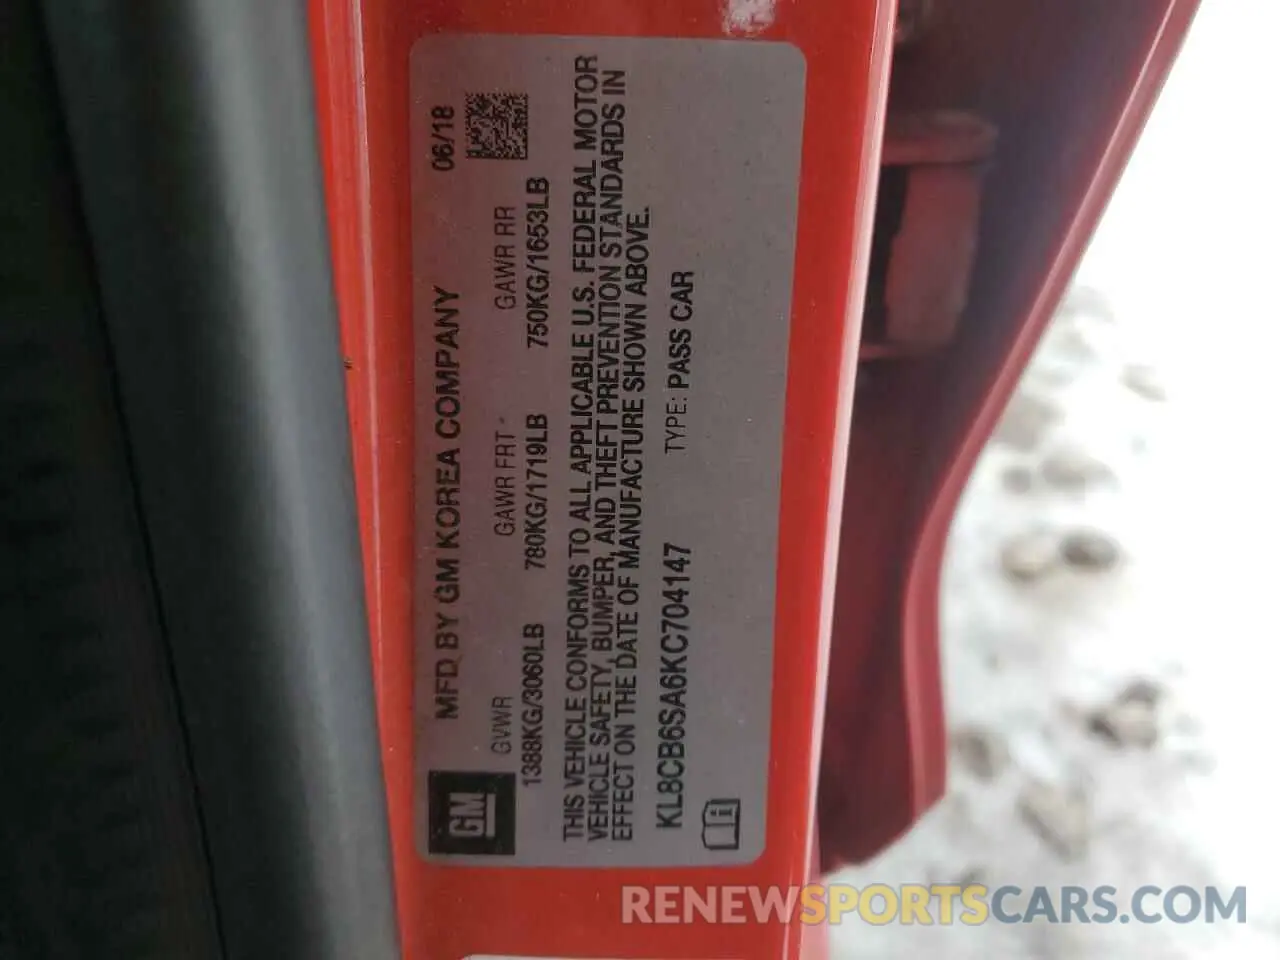 MFD BY GM KOREA COMPANY 06/18
GVWR GAWR FRT GAWR RR
1388KG/3060LB 780KG/1719LB 750KG/1653LB
THIS VEHICLE CONFORMS TO ALL APPLICABLE U.S. FEDERAL MOTOR
VEHICLE SAFETY, BUMPER, AND THEFT PREVENTION STANDARDS IN
EFFECT ON THE DATE OF MANUFACTURE SHOWN ABOVE.
KL8CB6SA6KC704147 TYPE: PASS CAR
GM
i
RENEWSPORTSCARS.COM